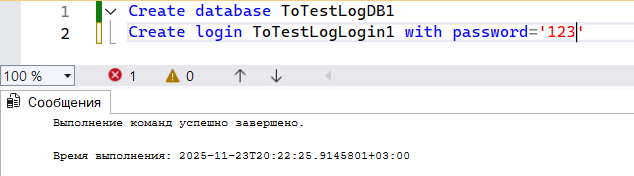 1 Create database ToTestLogDB1
2 Create login ToTestLogLogin1 with password='123'
100 % 1 0
Сообщения
Выполнение команд успешно завершено.
Время выполнения: 2025-11-23T20:22:25.9145801+03:00